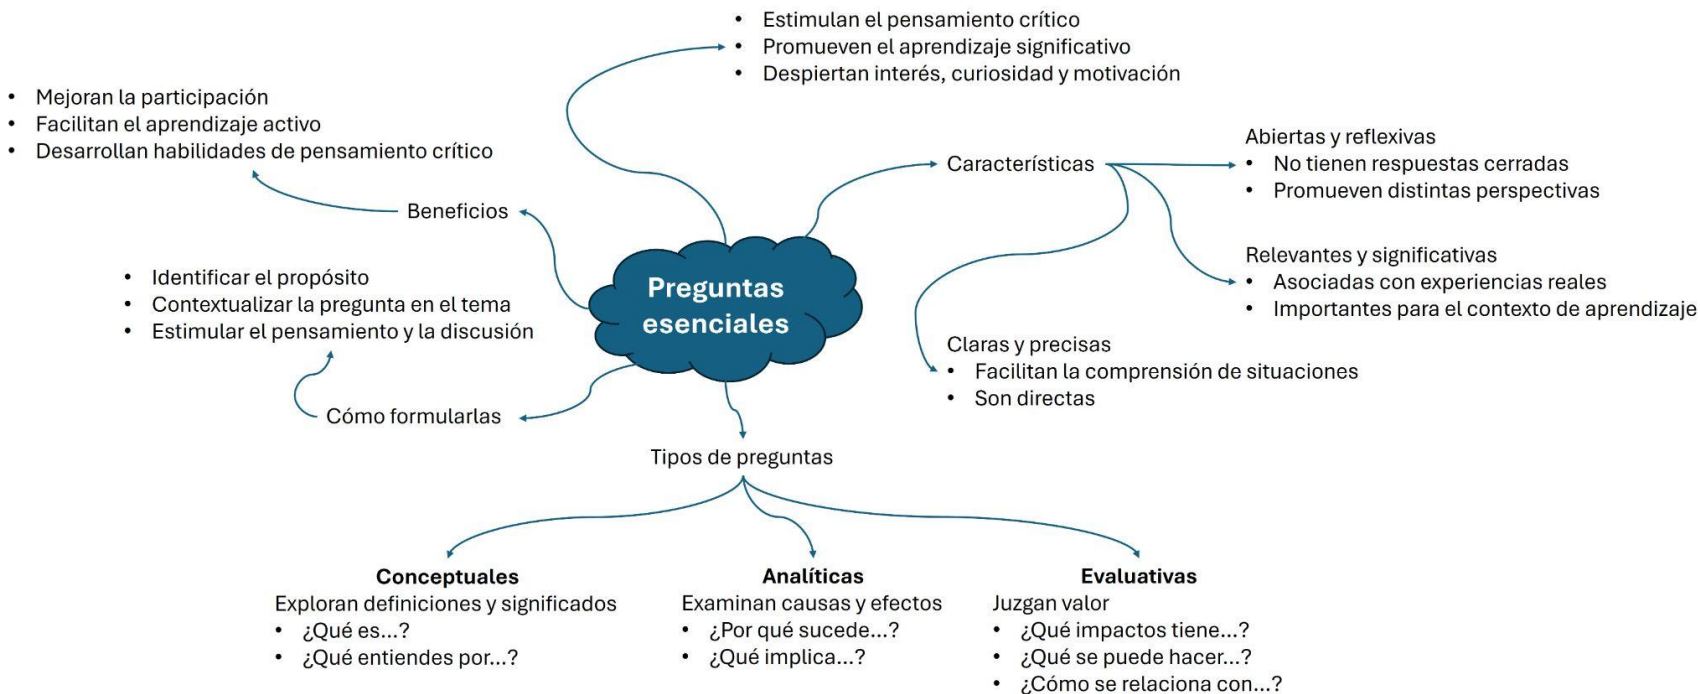 • Estimulan el pensamiento crítico
• Promueven el aprendizaje significativo
• Despiertan interés, curiosidad y motivación
• Mejoran la participación
• Facilitan el aprendizaje activo
• Desarrollan habilidades de pensamiento crítico
Beneficios
Características
Abiertas y reflexivas
• No tienen respuestas cerradas
• Promueven distintas perspectivas
Relevantes y significativas
• Asociadas con experiencias reales
• Importantes para el contexto de aprendizaje
Claras y precisas
• Facilitan la comprensión de situaciones
• Son directas
Preguntas
esenciales
• Identificar el propósito
• Contextualizar la pregunta en el tema
• Estimular el pensamiento y la discusión
Cómo formularlas
Tipos de preguntas
Conceptuales
Exploran definiciones y significados
• ¿Qué es...?
• ¿Qué entiendes por...?
Analíticas
Examinan causas y efectos
• ¿Por qué sucede...?
• ¿Qué implica...?
Evaluativas
Juzgan valor
• ¿Qué impactos tiene...?
• ¿Qué se puede hacer...?
• ¿Cómo se relaciona con...?